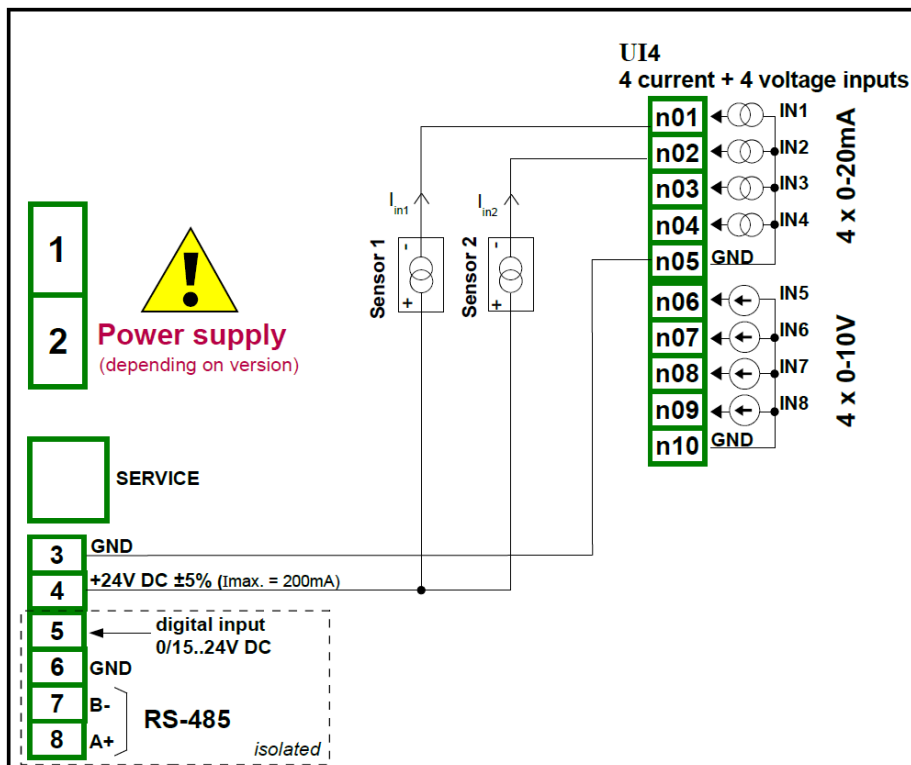 UI4
4 current + 4 voltage inputs
n01
IN1
n02
IN2
n03
IN3
n04
IN4
n05
GND
4 x 0-20mA
n06
IN5
n07
IN6
n08
IN7
n09
IN8
n10
GND
4 x 0-10V
Iin1
Iin2
-
Sensor 1
+
-
Sensor 2
+
1
2
!
Power supply
(depending on version)
SERVICE
3
GND
4
+24V DC ±5% (Imax. = 200mA)
5
digital input
0/15..24V DC
6
GND
7
B-
RS-485
8
A+
isolated